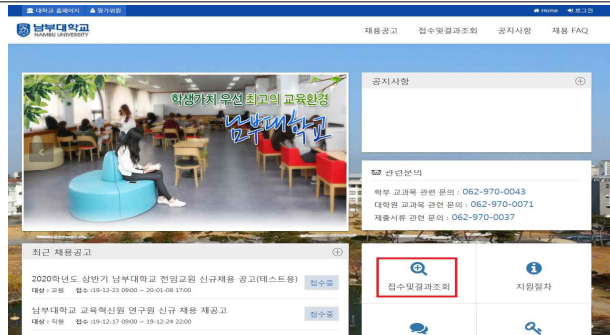 대학교 홈페이지 평가위원
Home 로그인
남부대학교
NAMBU UNIVERSITY
채용공고 접수및결과조회 공지사항 채용 FAQ
학생가치 우선 최고의 교육환경
남부대학교
공지사항
관련문의
학부 교과목 관련 문의 : 062-970-0043
대학원 교과목 관련 문의 : 062-970-0071
제출서류 관련 문의 : 062-970-0037
최근 채용공고
2020학년도 상반기 남부대학교 전임교원 신규채용 공고(테스트용)
접수중
대상 : 교원 접수 :19-12-23 0900 ~ 20-01-08 1700
남부대학교 교육혁신원 연구원 신규 채용 재공고
접수중
대상 : 직원 접수 :19-12-17 0900 ~ 19-12-24 2200
접수및결과조회
지원절차